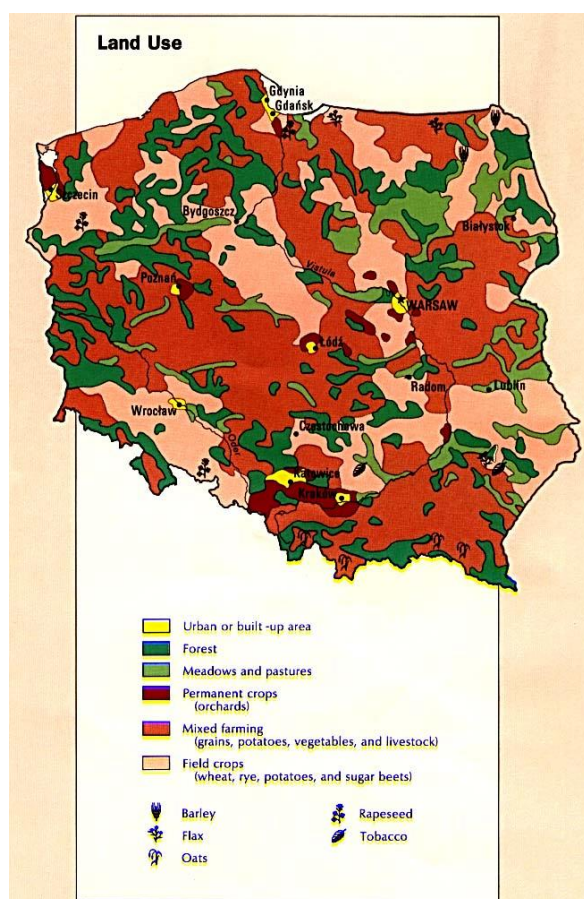 Land Use
Gdynia
Gdańsk
Szczecin
Bydgoszcz
Białystok
Vistula
Poznań
WARSAW
Łódź
Radom
Lublin
Wrocław
Częstochowa
Oder
Katowice
Kraków
Urban or built -up area
Forest
Meadows and pastures
Permanent crops
(orchards)
Mixed farming
(grains, potatoes, vegetables, and livestock)
Field crops
(wheat, rye, potatoes, and sugar beets)
Barley
Rapeseed
Flax
Tobacco
Oats